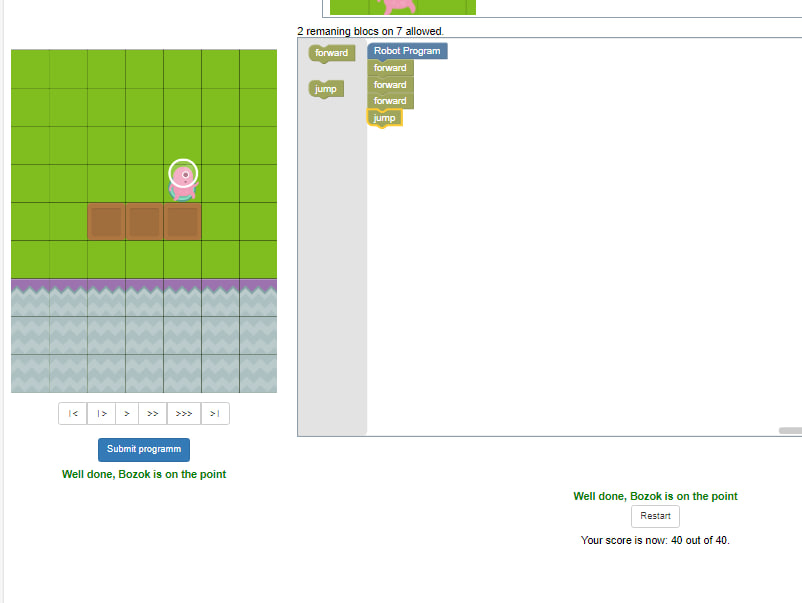 2 remaning blocs on 7 allowed.
forward
jump
Robot Program
forward
forward
forward
jump
|< |> > >> >>> >|
Submit programm
Well done, Bozok is on the point
Well done, Bozok is on the point
Restart
Your score is now: 40 out of 40.